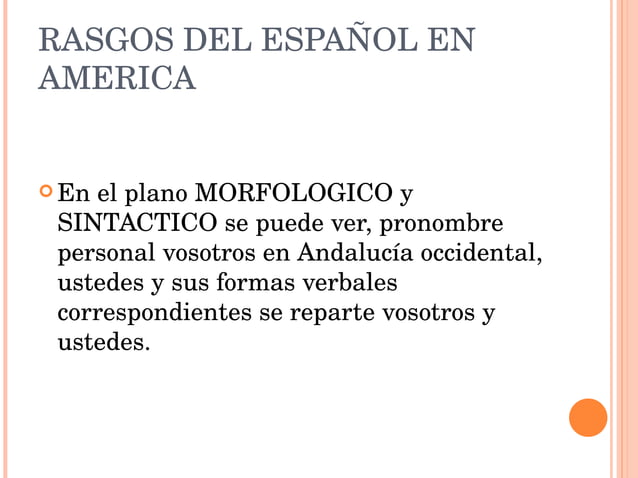 RASGOS DEL ESPAÑOL EN
AMERICA
En el plano MORFOLOGICO y
SINTACTICO se puede ver, pronombre
personal vosotros en Andalucía occidental,
ustedes y sus formas verbales
correspondientes se reparte vosotros y
ustedes.